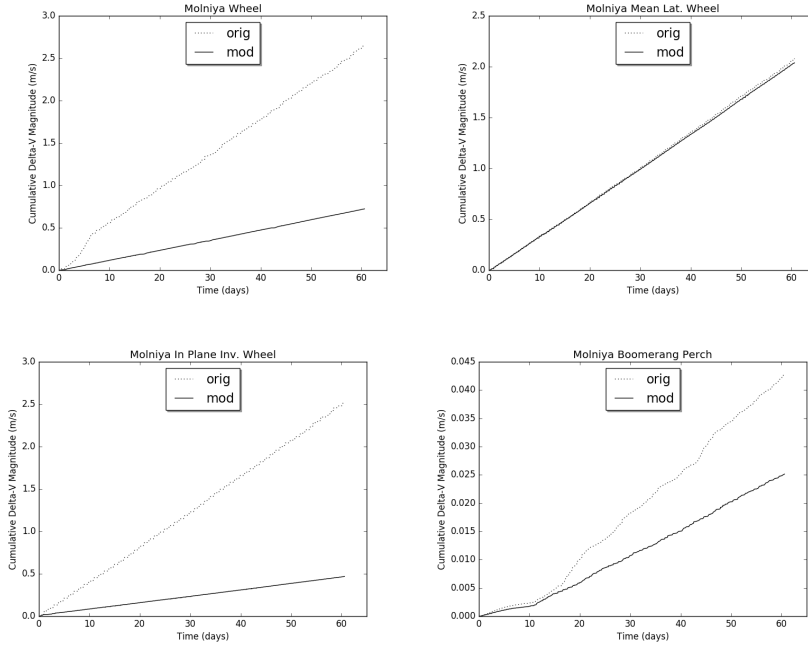 Molniya Wheel
3.0
2.5
2.0
1.5
1.0
0.5
0.0
Cumulative Delta-V Magnitude (m/s)
orig
mod
0 10 20 30 40 50 60
Time (days)
Molniya Mean Lat. Wheel
2.5
2.0
1.5
1.0
0.5
0.0
Cumulative Delta-V Magnitude (m/s)
orig
mod
0 10 20 30 40 50 60
Time (days)
Molniya In Plane Inv. Wheel
3.0
2.5
2.0
1.5
1.0
0.5
0.0
Cumulative Delta-V Magnitude (m/s)
orig
mod
0 10 20 30 40 50 60
Time (days)
Molniya Boomerang Perch
0.045
0.040
0.035
0.030
0.025
0.020
0.015
0.010
0.005
0.000
Cumulative Delta-V Magnitude (m/s)
orig
mod
0 10 20 30 40 50 60
Time (days)